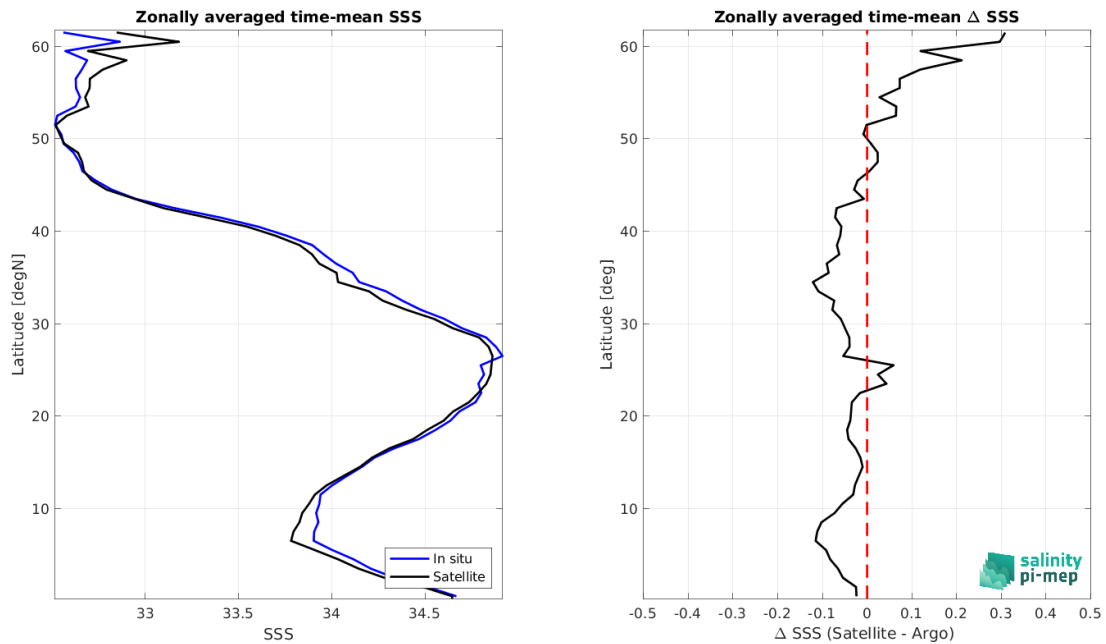 Zonally averaged time-mean SSS
60
50
40
30
20
10
Latitude [degN]
33
33.5
34
34.5
SSS
In situ
Satellite
Zonally averaged time-mean Δ SSS
60
50
40
30
20
10
Latitude [deg]
-0.5
-0.4
-0.3
-0.2
-0.1
0
0.1
0.2
0.3
0.4
0.5
Δ SSS (Satellite - Argo)
salinity
pi-mep